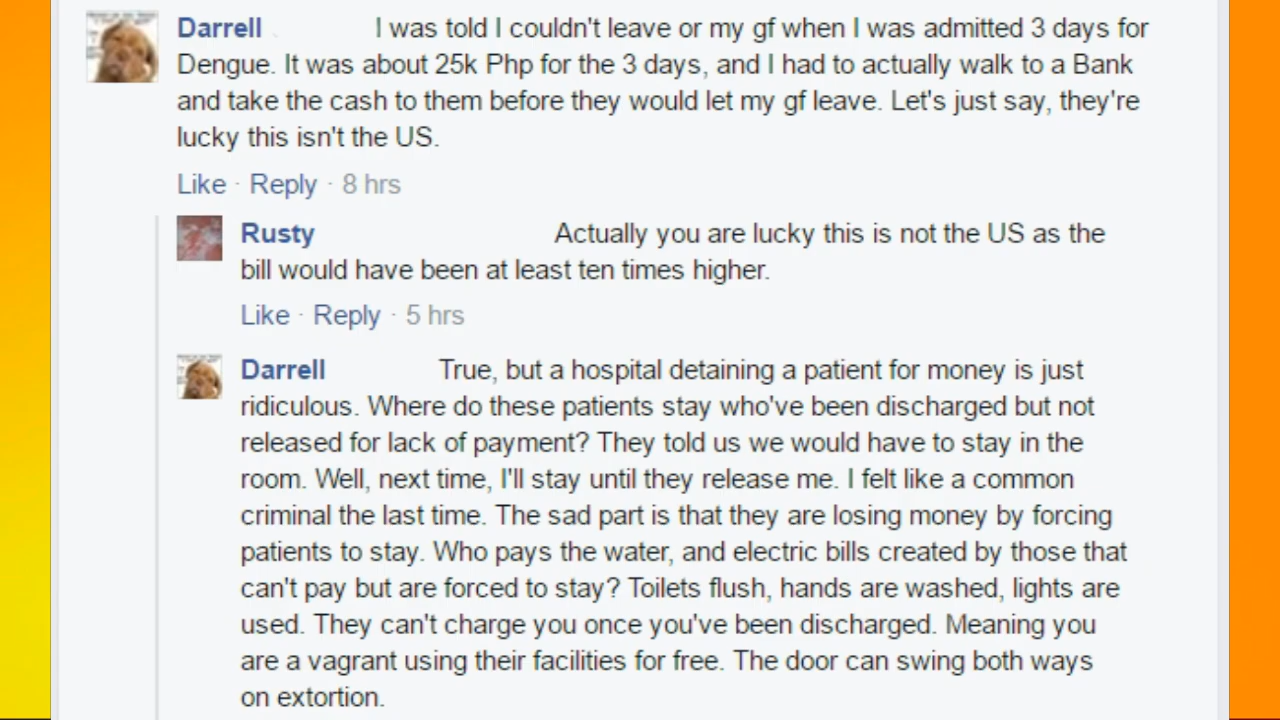 Darrell I was told I couldn't leave or my gf when I was admitted 3 days for
Dengue. It was about 25k Php for the 3 days, and I had to actually walk to a Bank
and take the cash to them before they would let my gf leave. Let's just say, they're
lucky this isn't the US.
Like · Reply · 8 hrs
Rusty Actually you are lucky this is not the US as the
bill would have been at least ten times higher.
Like · Reply · 5 hrs
Darrell True, but a hospital detaining a patient for money is just
ridiculous. Where do these patients stay who've been discharged but not
released for lack of payment? They told us we would have to stay in the
room. Well, next time, I'll stay until they release me. I felt like a common
criminal the last time. The sad part is that they are losing money by forcing
patients to stay. Who pays the water, and electric bills created by those that
can't pay but are forced to stay? Toilets flush, hands are washed, lights are
used. They can't charge you once you've been discharged. Meaning you
are a vagrant using their facilities for free. The door can swing both ways
on extortion.